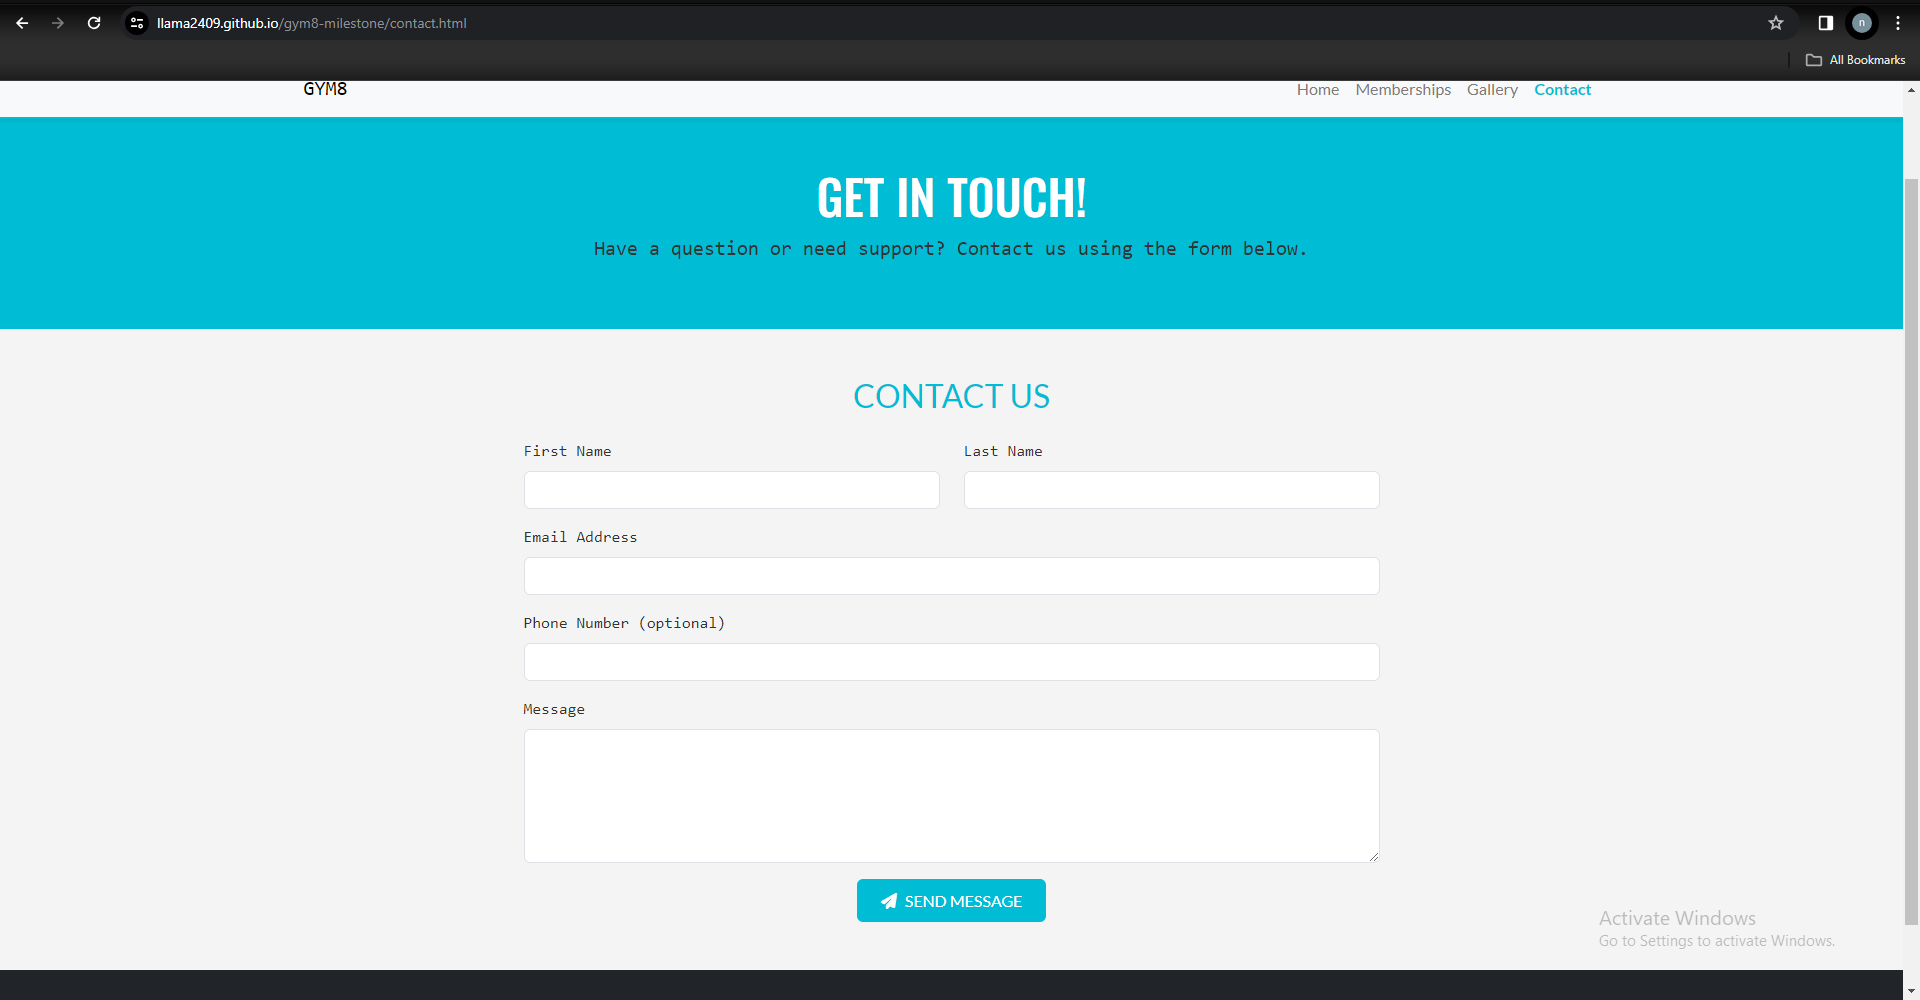 llama2409.github.io/gym8-milestone/contact.html
n
All Bookmarks
GYM8
Home Memberships Gallery Contact
GET IN TOUCH!
Have a question or need support? Contact us using the form below.
CONTACT US
First Name Last Name
Email Address
Phone Number (optional)
Message
SEND MESSAGE
Activate Windows
Go to Settings to activate Windows.